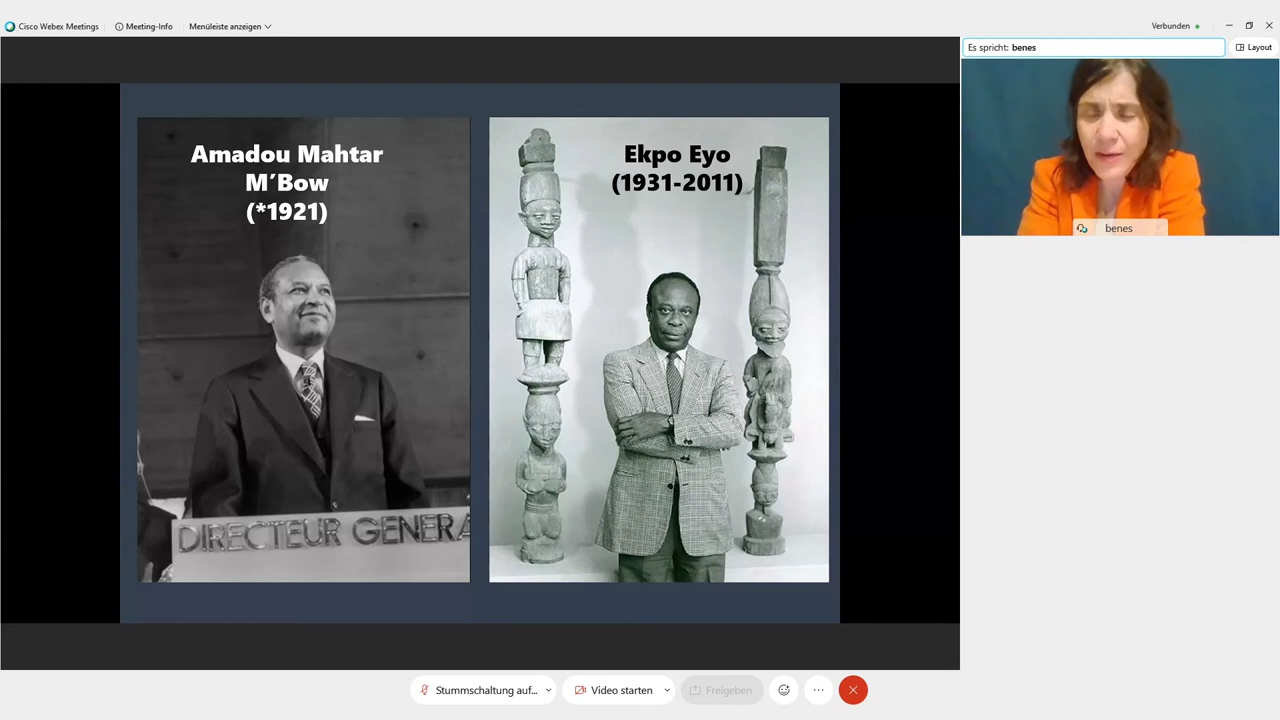 Cisco Webex Meetings
Meeting-Info
Menüleiste anzeigen
Verbunden
Es spricht: benes
Layout
Amadou Mahtar
M´Bow
(*1921)
Ekpo Eyo
(1931-2011)
benes
DIRECTEUR GENERA
Stummschaltung auf...
Video starten
Freigeben